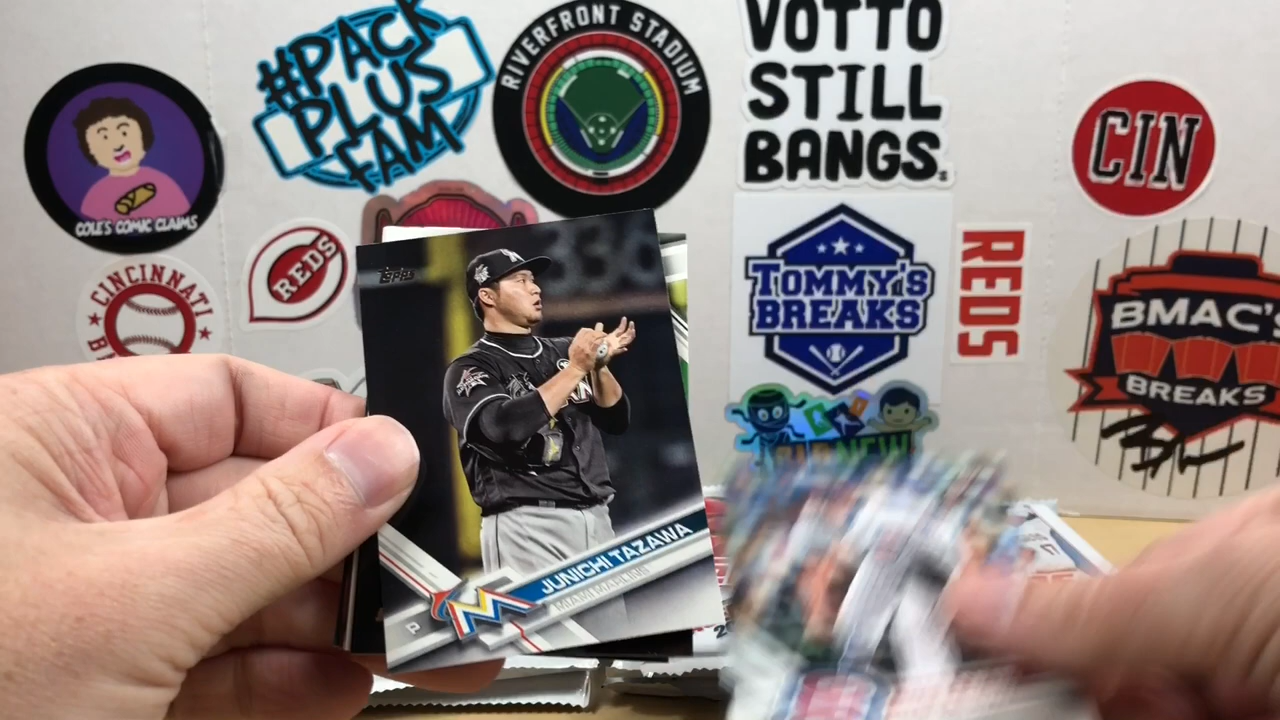 #PACK
PLUS
FAM
RIVERFRONT STADIUM
VOTTO
STILL
BANGS.
CIN
COLE'S COMIC CLAIMS
REDS
CINCINNATI
TOMMY'S
BREAKS
REDS
BMAC'S
BREAKS
Topps
JUNICHI TAZAWA
MIAMI MARLINS
P
17